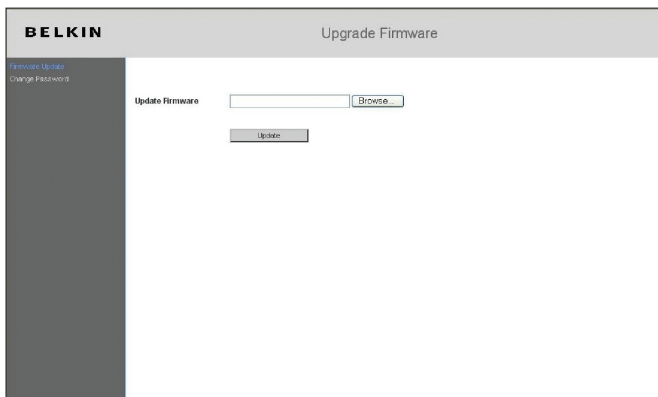 BELKIN
Upgrade Firmware
Firmware Update
Change Password
Update Firmware
Browse...
Update